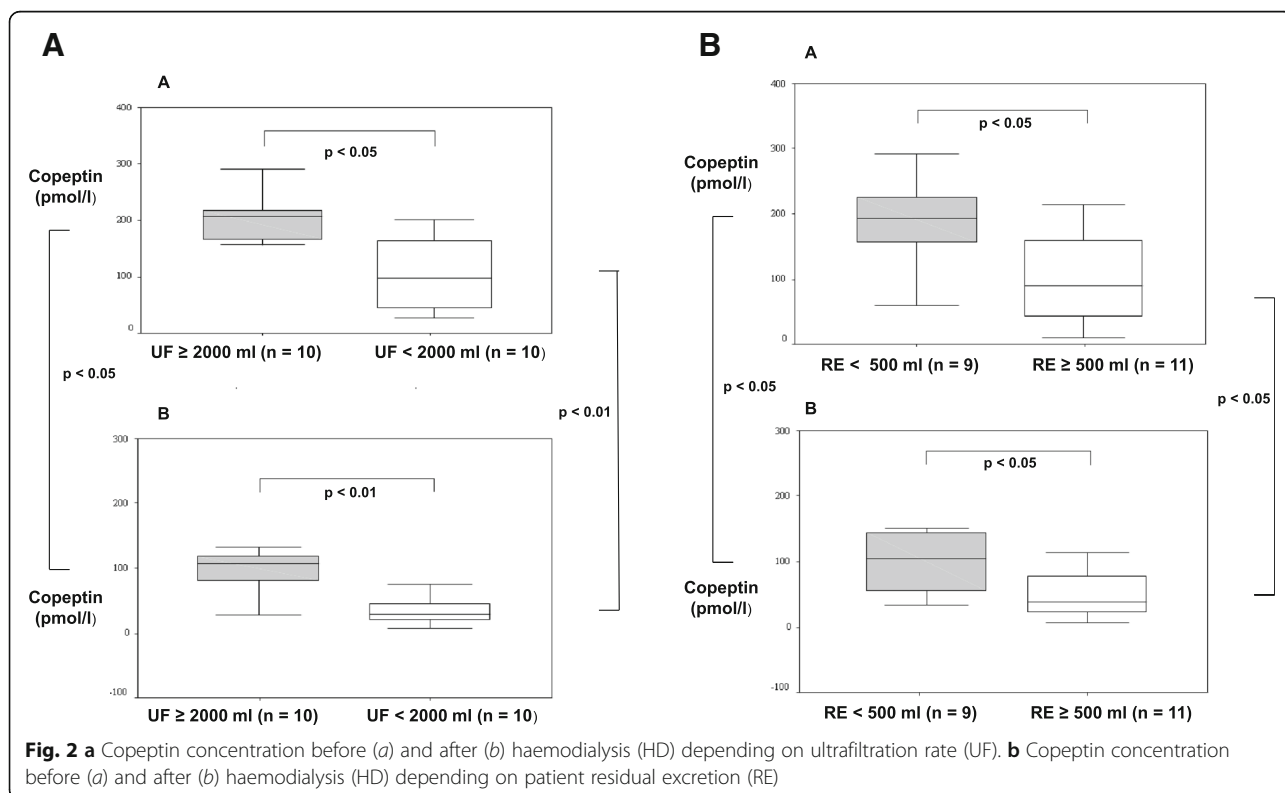 A
A
400
300
200
100
0
Copeptin
(pmol/l)
p < 0.05
UF ≥ 2000 ml (n = 10)
UF < 2000 ml (n = 10)
p < 0.05
p < 0.01
B
300
200
100
0
-100
Copeptin
(pmol/l)
p < 0.01
UF ≥ 2000 ml (n = 10)
UF < 2000 ml (n = 10)
B
A
400
300
200
100
0
Copeptin
(pmol/l)
p < 0.05
RE < 500 ml (n = 9)
RE ≥ 500 ml (n = 11)
p < 0.05
p < 0.05
B
300
200
100
0
-100
Copeptin
(pmol/l)
p < 0.05
RE < 500 ml (n = 9)
RE ≥ 500 ml (n = 11)
Fig. 2 a Copeptin concentration before (a) and after (b) haemodialysis (HD) depending on ultrafiltration rate (UF). b Copeptin concentration
before (a) and after (b) haemodialysis (HD) depending on patient residual excretion (RE)